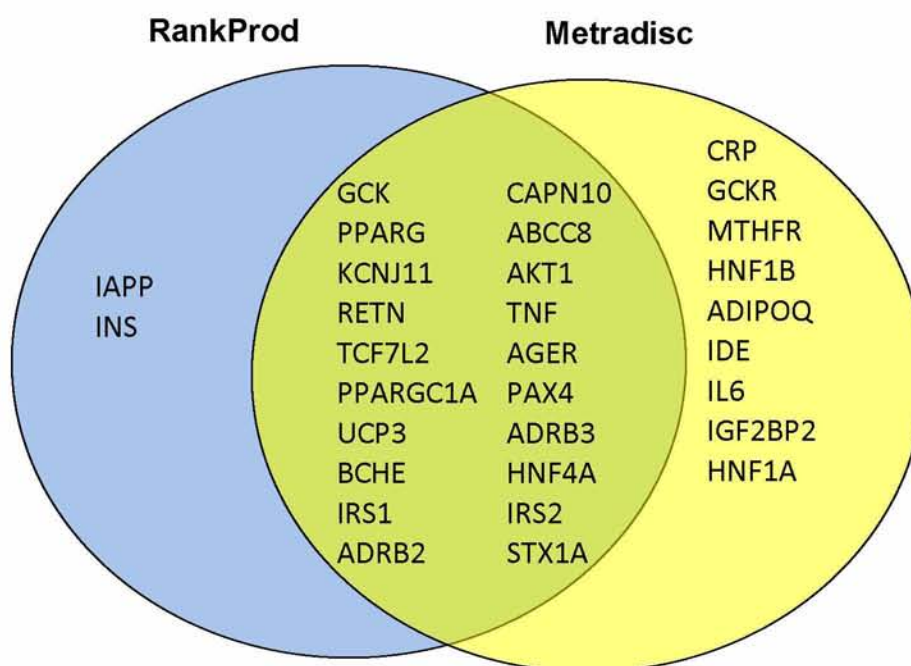 RankProd
Metradisc
IAPP
INS
GCK
PPARG
KCNJ11
RETN
TCF7L2
PPARGC1A
UCP3
BCHE
IRS1
ADRB2
CAPN10
ABCC8
AKT1
TNF
AGER
PAX4
ADRB3
HNF4A
IRS2
STX1A
CRP
GCKR
MTHFR
HNF1B
ADIPOQ
IDE
IL6
IGF2BP2
HNF1A